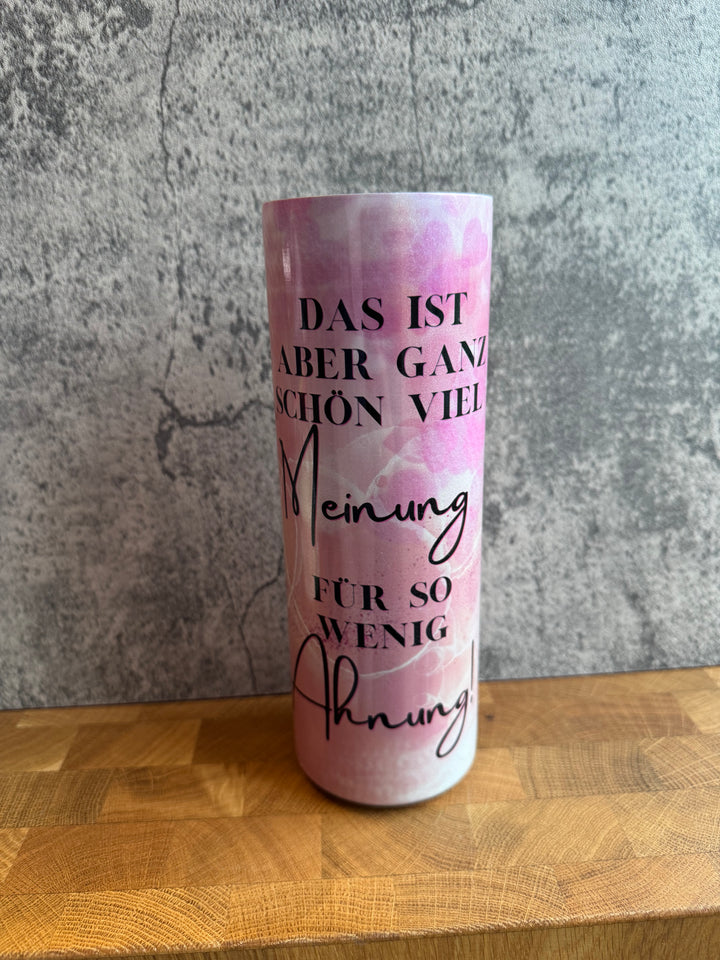 DAS IST
ABER GANZ
SCHÖN VIEL
Meinung
FÜR SO
WENIG
Ahnung!